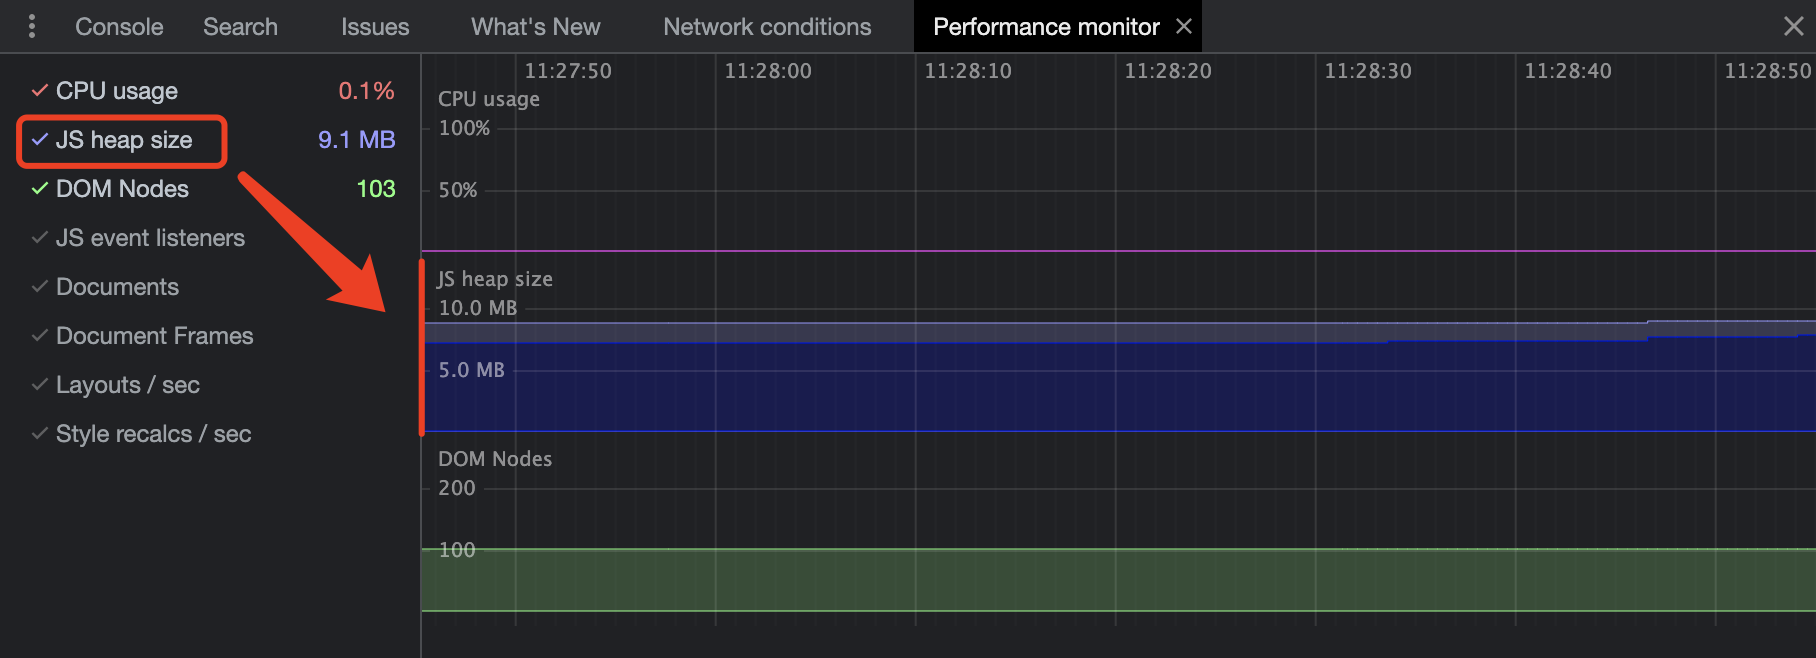 Console Search Issues What's New Network conditions Performance monitor
CPU usage 0.1%
JS heap size 9.1 MB
DOM Nodes 103
JS event listeners
Documents
Document Frames
Layouts / sec
Style recalcs / sec
11:27:50 11:28:00 11:28:10 11:28:20 11:28:30 11:28:40 11:28:50
CPU usage
100%
50%
JS heap size
10.0 MB
5.0 MB
DOM Nodes
200
100